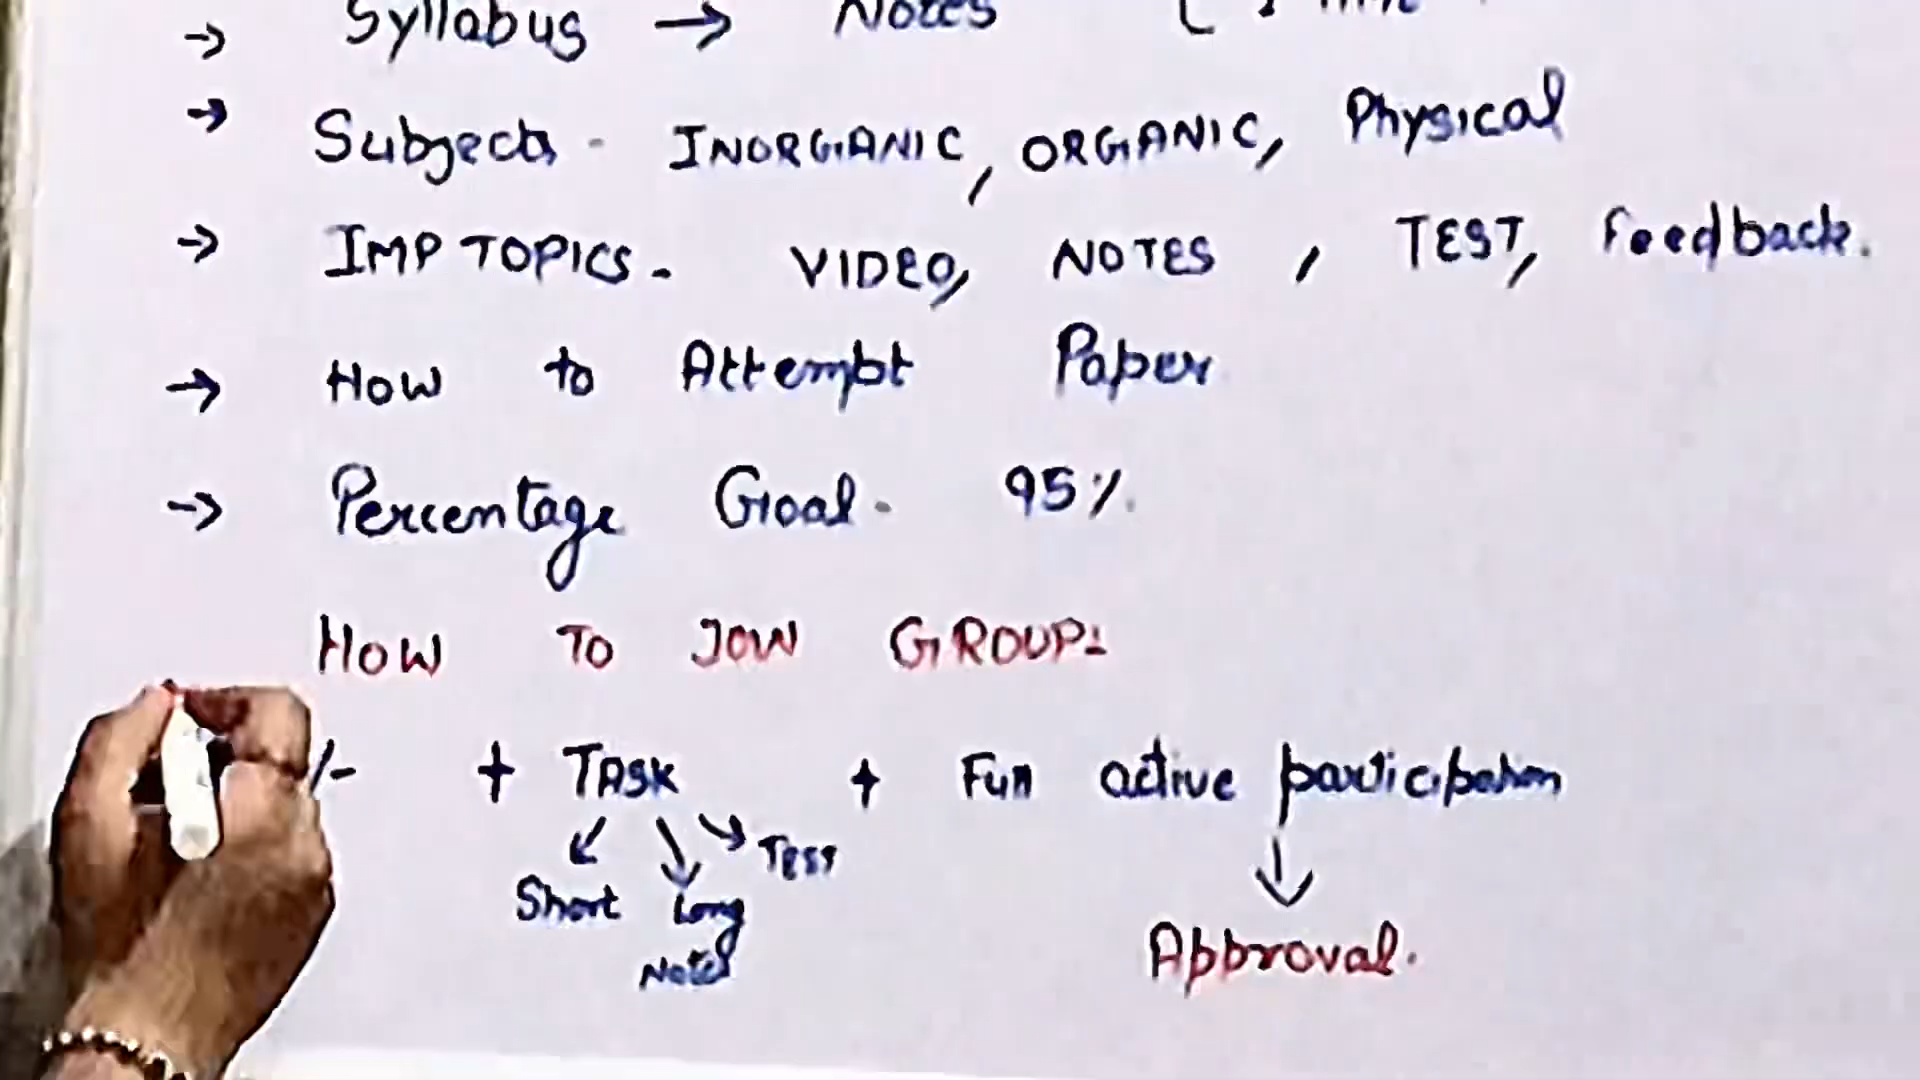 → Syllabus → Notes
→ Subjects - INORGANIC, ORGANIC, Physical
→ IMP TOPICS - VIDEO, NOTES, TEST, Feedback.
→ How to Attempt Paper
→ Percentage Goal - 95%.
HOW TO JOIN GROUP:
/- + TASK + Full active participation
Short Long Test
Notes
Approval.